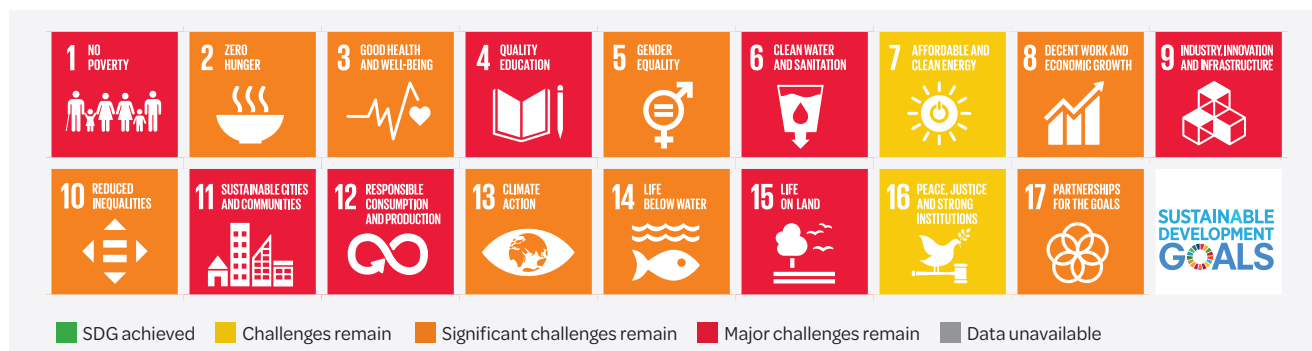 1 NO
POVERTY
2 ZERO
HUNGER
3 GOOD HEALTH
AND WELL-BEING
4 QUALITY
EDUCATION
5 GENDER
EQUALITY
6 CLEAN WATER
AND SANITATION
7 AFFORDABLE AND
CLEAN ENERGY
8 DECENT WORK AND
ECONOMIC GROWTH
9 INDUSTRY, INNOVATION
AND INFRASTRUCTURE
10 REDUCED
INEQUALITIES
11 SUSTAINABLE CITIES
AND COMMUNITIES
12 RESPONSIBLE
CONSUMPTION
AND PRODUCTION
13 CLIMATE
ACTION
14 LIFE
BELOW WATER
15 LIFE
ON LAND
16 PEACE, JUSTICE
AND STRONG
INSTITUTIONS
17 PARTNERSHIPS
FOR THE GOALS
SUSTAINABLE
DEVELOPMENT
GOALS
SDG achieved Challenges remain Significant challenges remain Major challenges remain Data unavailable